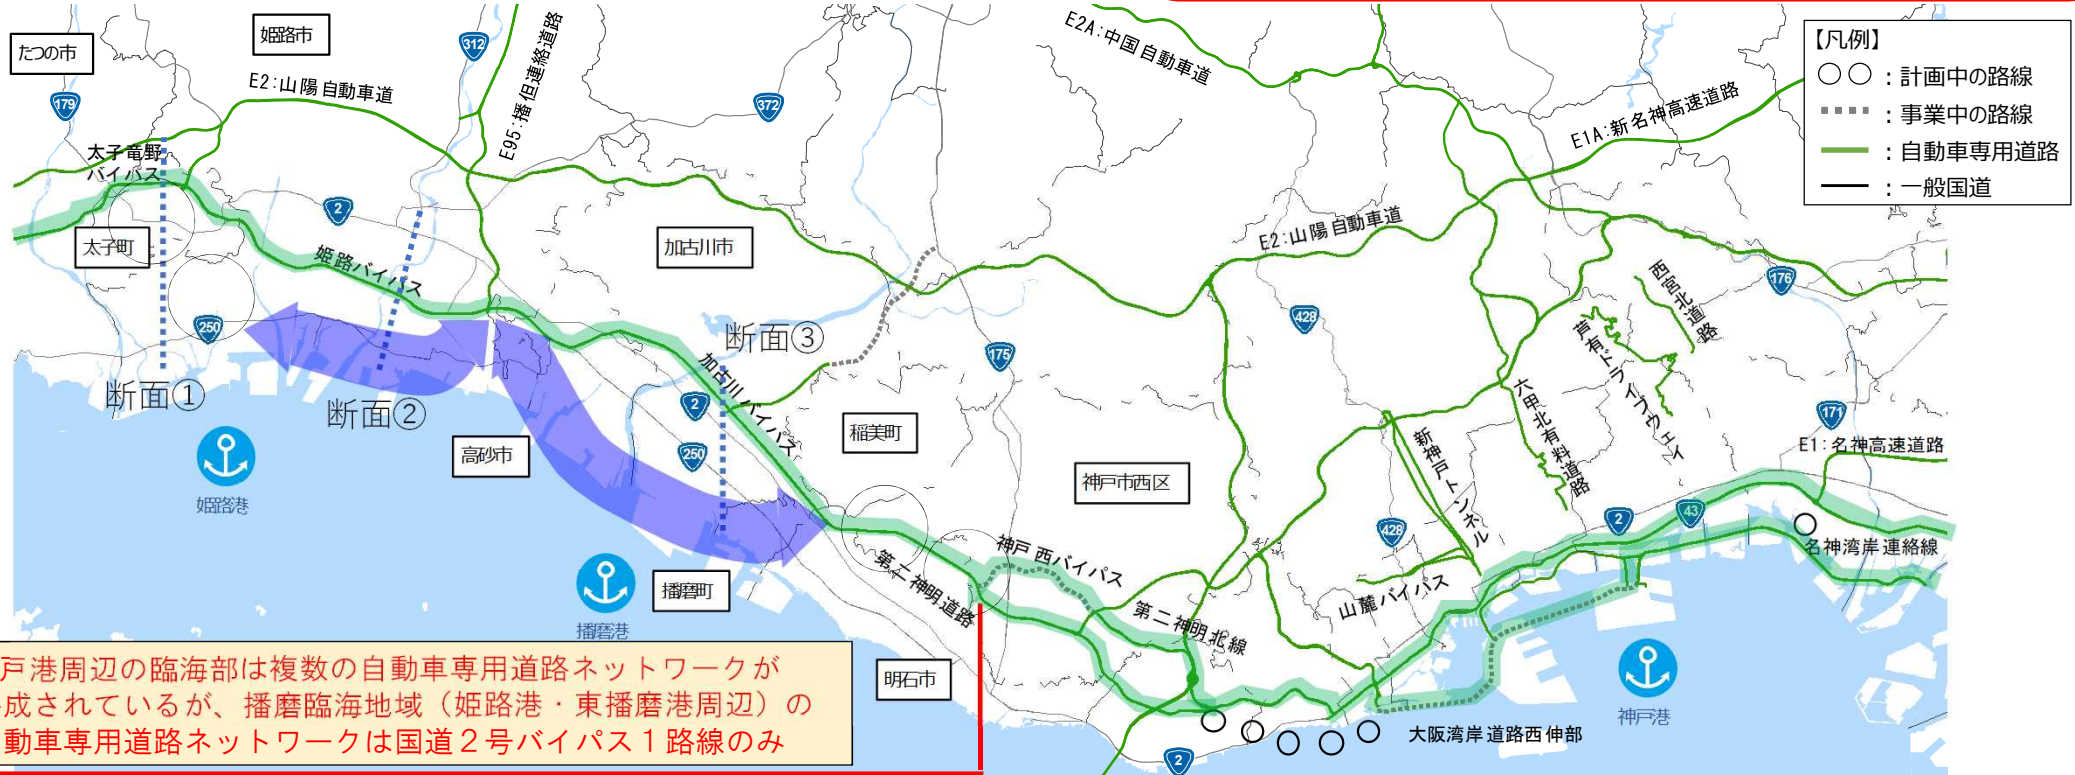 たつの市
姫路市
179
312
E2:山陽自動車道
E95:播但連絡道路
372
E2A:中国自動車道
E1A:新名神高速道路
【凡例】
○○:計画中の路線
:事業中の路線
:自動車専用道路
:一般国道
太子竜野
バイパス
太子町
2
姫路バイパス
加古川市
E2:山陽自動車道
西宮北道路
176
250
断面①
断面②
断面③
加古川バイパス
175
428
芦有ドライブウェイ
171
E1:名神高速道路
姫路港
高砂市
2
250
稲美町
神戸市西区
新神戸トンネル
六甲北有料道路
428
2
43
名神湾岸連絡線
播磨港
播磨町
第二神明道路
神戸西バイパス
第二神明北線
山麓バイパス
明石市
神戸港
大阪湾岸道路西伸部
2
戸港周辺の臨海部は複数の自動車専用道路ネットワークが
成されているが、播磨臨海地域（姫路港・東播磨港周辺）の
動車専用道路ネットワークは国道２号バイパス１路線のみ